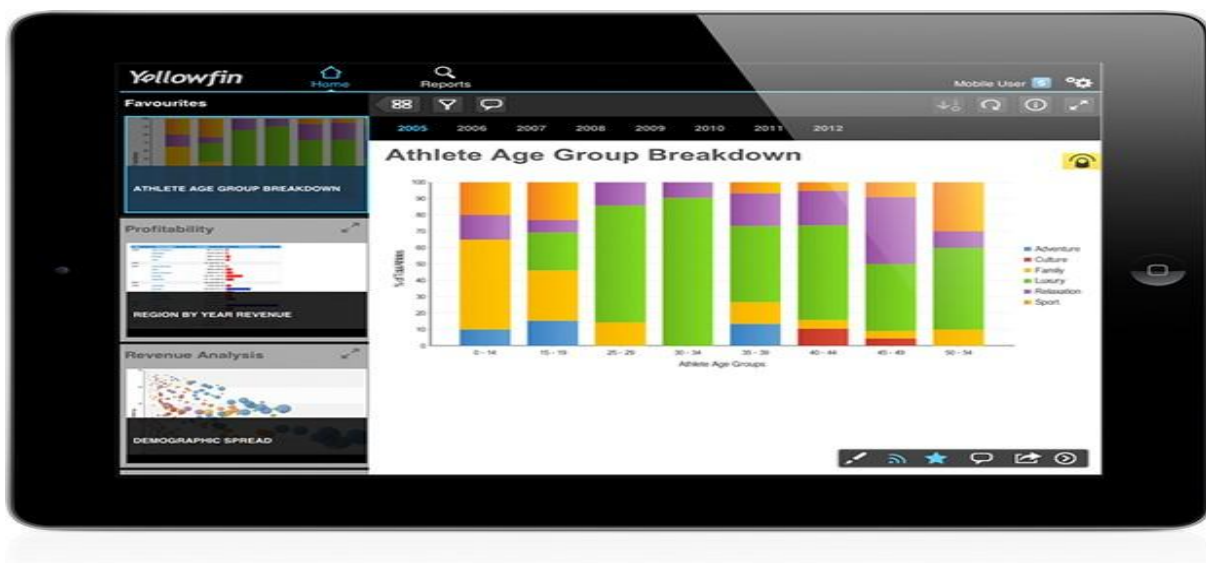 Yellowfin
Home
Reports
Mobile User
Favourites
2005 2006 2007 2008 2009 2010 2011 2012
ATHLETE AGE GROUP BREAKDOWN
Profitability
REGION BY YEAR REVENUE
Revenue Analysis
DEMOGRAPHIC SPREAD
Athlete Age Group Breakdown
100
90
80
70
60
50
40
30
20
10
0
% of Total Athletes
0 - 14 15 - 19 25 - 29 30 - 34 35 - 39 40 - 44 45 - 49 50 - 54
Athlete Age Groups
Adventure
Culture
Family
Luxury
Relaxation
Sport